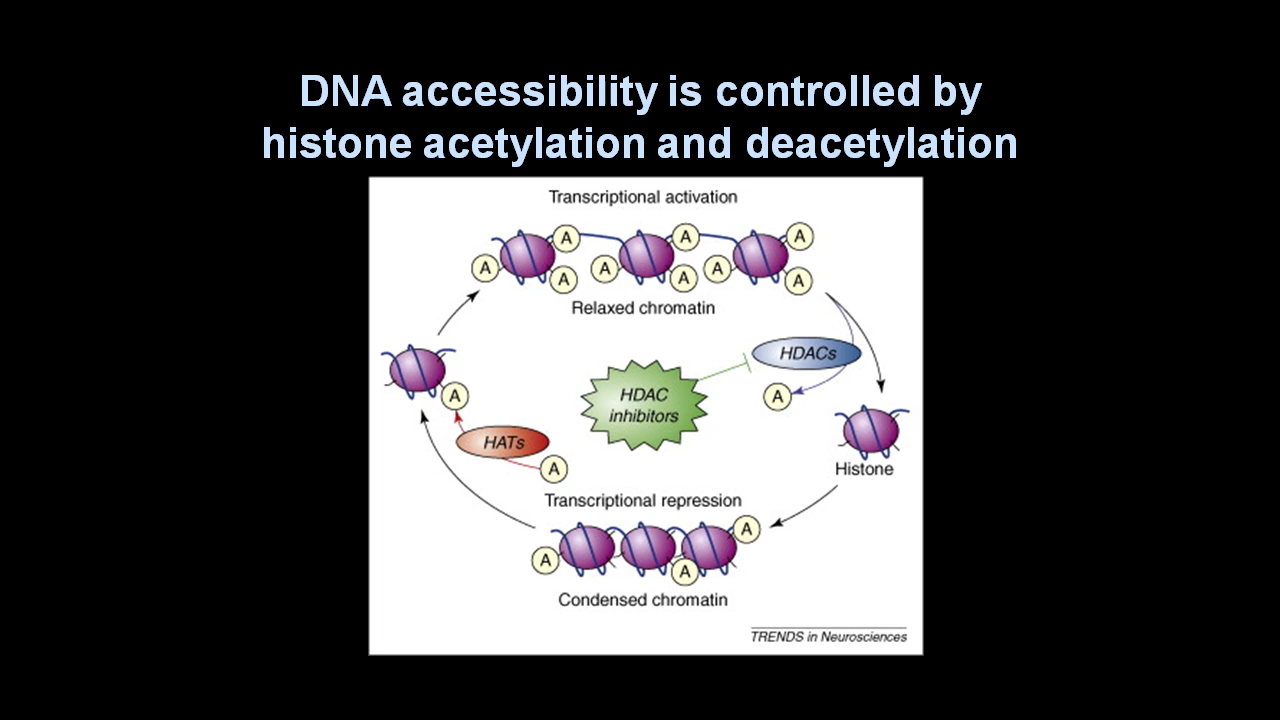 DNA accessibility is controlled by
histone acetylation and deacetylation
Transcriptional activation
A A A
A A A
A A A
Relaxed chromatin
HDACs
HDAC
inhibitors
A
A
HATs
A
Histone
Transcriptional repression
A
A
A
Condensed chromatin
TRENDS in Neurosciences